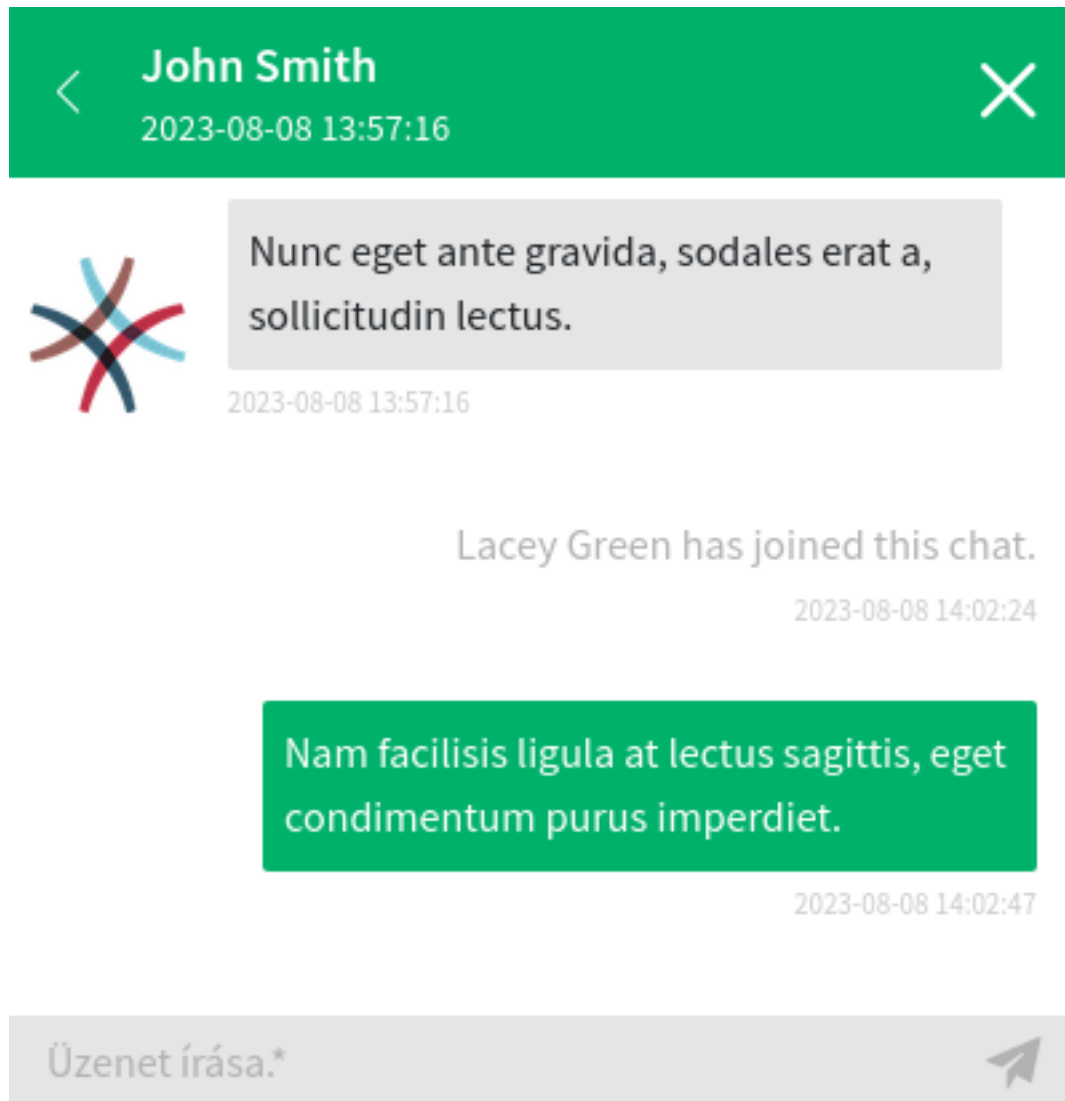 John Smith
2023-08-08 13:57:16
Nunc eget ante gravida, sodales erat a,
sollicitudin lectus.
2023-08-08 13:57:16
Lacey Green has joined this chat.
2023-08-08 14:02:24
Nam facilisis ligula at lectus sagittis, eget
condimentum purus imperdiet.
2023-08-08 14:02:47
Üzenet írása.*